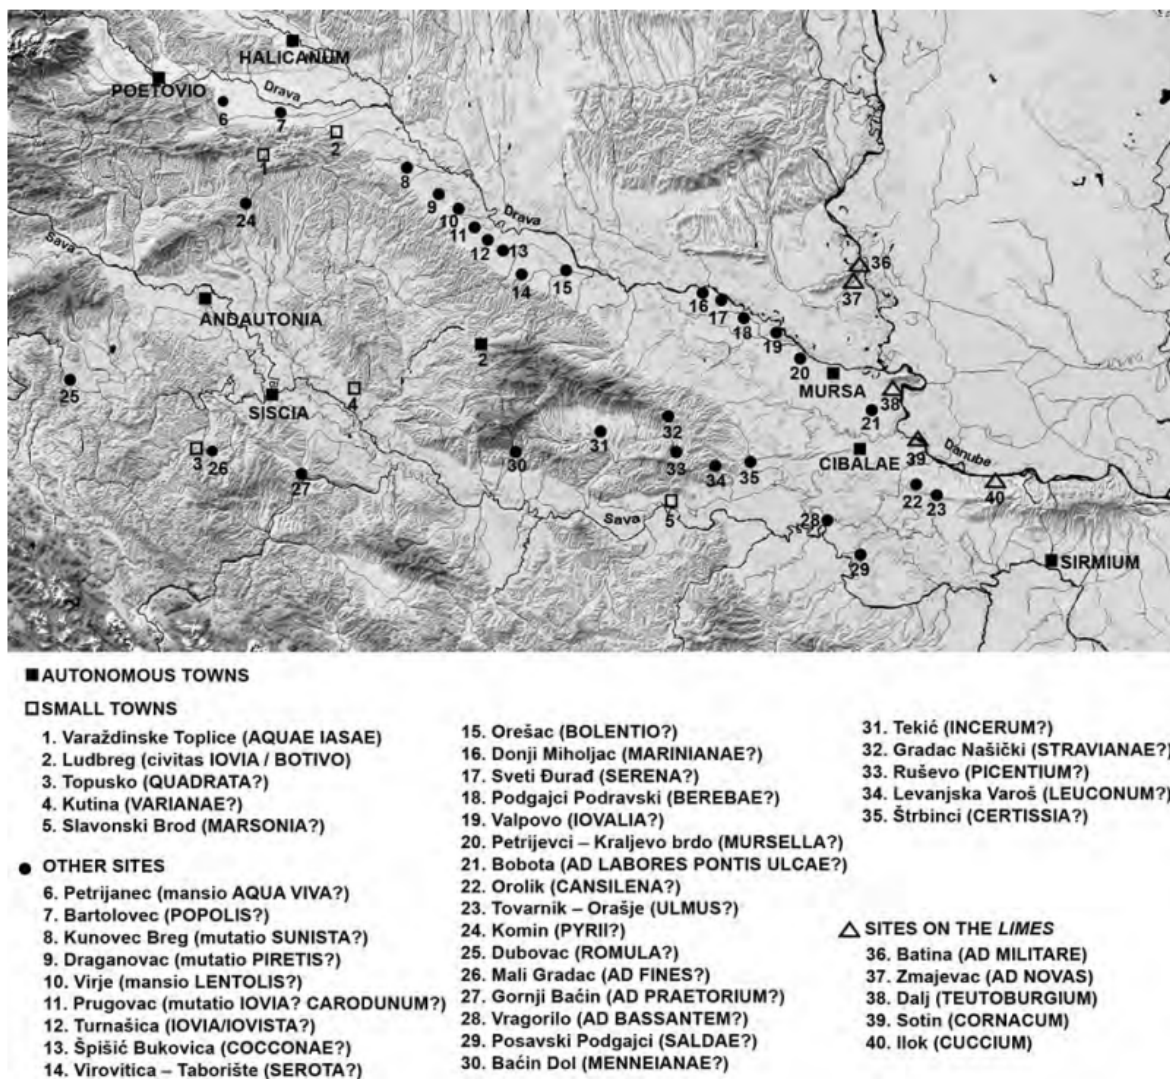 HALICANUM
POETOVIO
Drava
6
7
2
1
8
24
9
10
11
12
13
Drava
14
15
Sava
ANDAUTONIA
36
37
16
17
18
19
2
20
MURSA
38
25
SISCIA
4
21
32
31
3
26
30
33
34
35
CIBALAE
39
Danube
27
22
23
40
5
Sava
28
29
SIRMIUM
■ AUTONOMOUS TOWNS
□ SMALL TOWNS
1. Varaždinske Toplice (AQUAE IASAE)
2. Ludbreg (civitas IOVIA / BOTIVO)
3. Topusko (QUADRATA?)
4. Kutina (VARIANAE?)
5. Slavonski Brod (MARSONIA?)
● OTHER SITES
6. Petrijanec (mansio AQUA VIVA?)
7. Bartolovec (POPOLIS?)
8. Kunovec Breg (mutatio SUNISTA?)
9. Draganovac (mutatio PIRETIS?)
10. Virje (mansio LENTOLIS?)
11. Prugovac (mutatio IOVIA? CARODUNUM?)
12. Turnašica (IOVIA/IOVISTA?)
13. Špišić Bukovica (COCCONAE?)
14. Virovitica – Taborište (SEROTA?)
15. Orešac (BOLENTIO?)
16. Donji Miholjac (MARINIANAE?)
17. Sveti Đurađ (SERENA?)
18. Podgajci Podravski (BEREBAE?)
19. Valpovo (IOVALIA?)
20. Petrijevci – Kraljevo brdo (MURSELLA?)
21. Bobota (AD LABORES PONTIS ULCAE?)
22. Orolik (CANSILENA?)
23. Tovarnik – Orašje (ULMUS?)
24. Komin (PYRII?)
25. Dubovac (ROMULA?)
26. Mali Gradac (AD FINES?)
27. Gornji Baćin (AD PRAETORIUM?)
28. Vragorilo (AD BASSANTEM?)
29. Posavski Podgajci (SALDAE?)
30. Baćin Dol (MENNEIANAE?)
31. Tekić (INCERUM?)
32. Gradac Našički (STRAVIANAE?)
33. Ruševo (PICENTIUM?)
34. Levanjska Varoš (LEUCONUM?)
35. Štrbinci (CERTISSIA?)
△ SITES ON THE LIMES
36. Batina (AD MILITARE)
37. Zmajevac (AD NOVAS)
38. Dalj (TEUTOBURGIUM)
39. Sotin (CORNACUM)
40. Ilok (CUCCIUM)